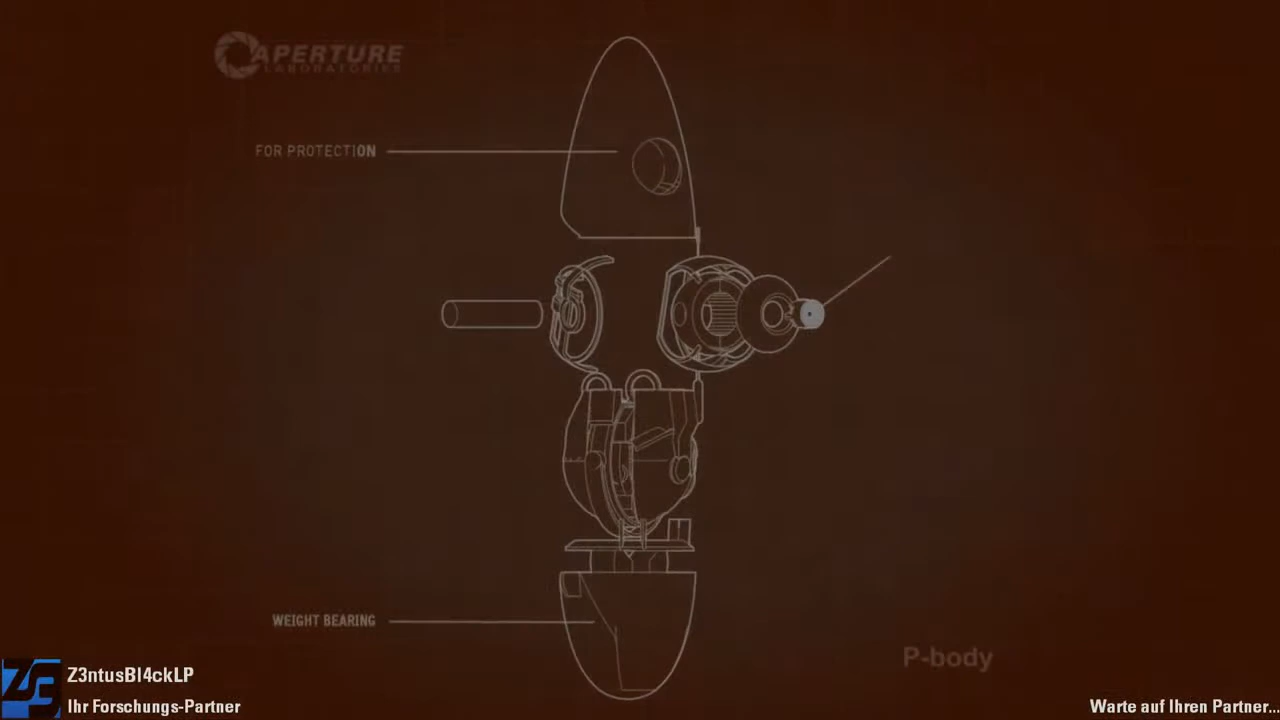 APERTURE
LABORATORIES
FOR PROTECTION
WEIGHT BEARING
P-body
Z3ntusBl4ckLP
Ihr Forschungs-Partner
Warte auf Ihren Partner...